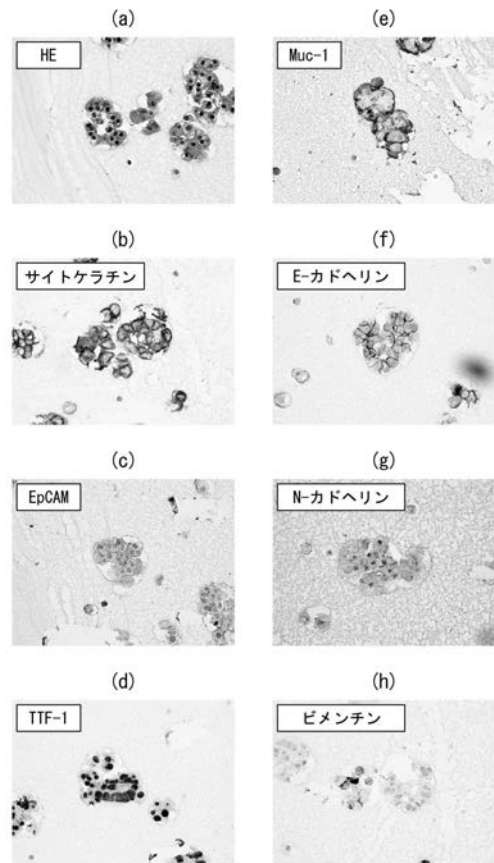 (a)
HE
(e)
Muc-1
(b)
サイトケラチン
(f)
E-カドヘリン
(c)
EpCAM
(g)
N-カドヘリン
(d)
TTF-1
(h)
ビメンチン